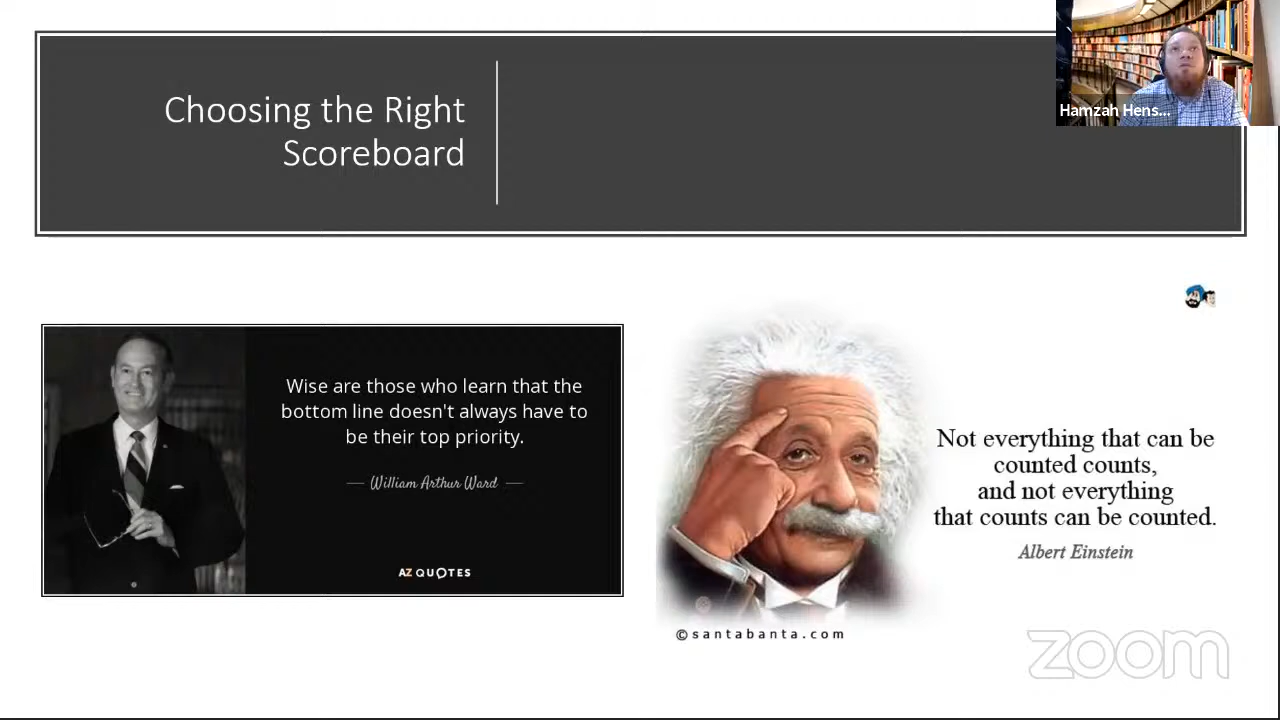 Choosing the Right
Scoreboard
Hamzah Hens...
Wise are those who learn that the
bottom line doesn't always have to
be their top priority.
William Arthur Ward
AZ QUOTES
Not everything that can be
counted counts,
and not everything
that counts can be counted.
Albert Einstein
©santabanta.com
zoom